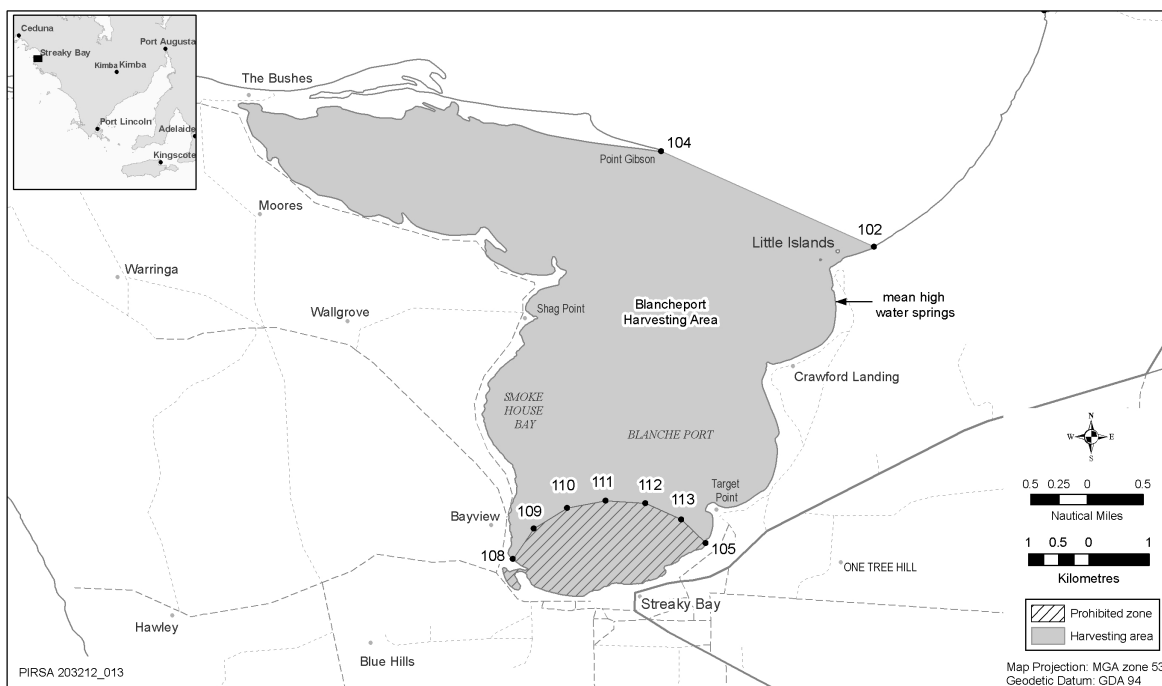 Ceduna
Streaky Bay
Port Augusta
Kimba Kimba
Port Lincoln
Adelaide
Kingscote
The Bushes
104
Point Gibson
Moores
102
Little Islands
Warringa
Blancheport
Harvesting Area
mean high
water springs
Wallgrove
Shag Point
Crawford Landing
SMOKE
HOUSE
BAY
BLANCHE PORT
N
W E
S
Target
Point
111
112
110
113
109
Bayview
108
105
0.5 0.25 0 0.5
Nautical Miles
1 0.5 0 1
Kilometres
ONE TREE HILL
Streaky Bay
Hawley
Blue Hills
Prohibited zone
Harvesting area
PIRSA 203212_013
Map Projection: MGA zone 53
Geodetic Datum: GDA 94